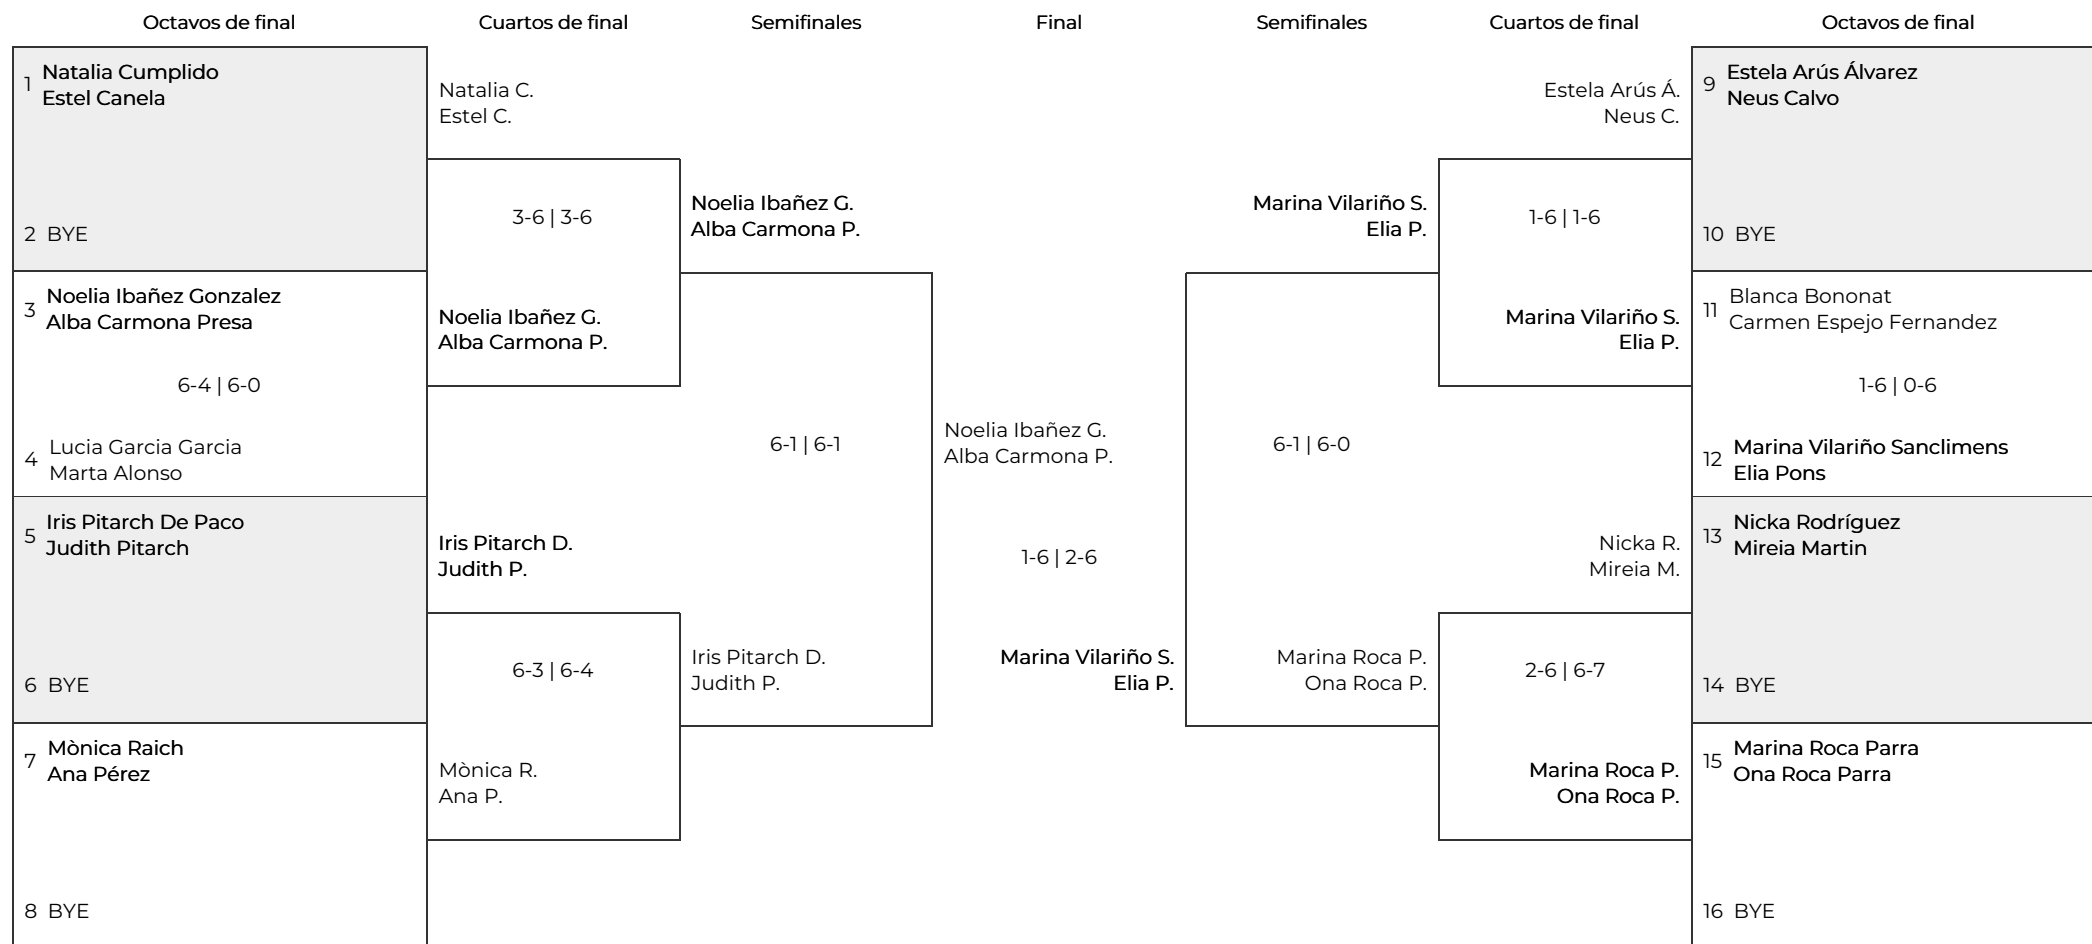 Octavos de final
Cuartos de final
Semifinales
Final
Semifinales
Cuartos de final
Octavos de final
1 Natalia Cumplido
Estel Canela
2 BYE
3 Noelia Ibañez Gonzalez
Alba Carmona Presa
6-4 | 6-0
4 Lucia Garcia Garcia
Marta Alonso
5 Iris Pitarch De Paco
Judith Pitarch
6 BYE
7 Mònica Raich
Ana Pérez
8 BYE
Natalia C.
Estel C.
3-6 | 3-6
Noelia Ibañez G.
Alba Carmona P.
Iris Pitarch D.
Judith P.
6-3 | 6-4
Mònica R.
Ana P.
Noelia Ibañez G.
Alba Carmona P.
6-1 | 6-1
Iris Pitarch D.
Judith P.
Noelia Ibañez G.
Alba Carmona P.
1-6 | 2-6
Marina Vilariño S.
Elia P.
Marina Vilariño S.
Elia P.
6-1 | 6-0
Marina Roca P.
Ona Roca P.
Estela Arús Á.
Neus C.
1-6 | 1-6
Marina Vilariño S.
Elia P.
Nicka R.
Mireia M.
2-6 | 6-7
Marina Roca P.
Ona Roca P.
9 Estela Arús Álvarez
Neus Calvo
10 BYE
11 Blanca Bononat
Carmen Espejo Fernandez
1-6 | 0-6
12 Marina Vilariño Sanclimens
Elia Pons
13 Nicka Rodríguez
Mireia Martin
14 BYE
15 Marina Roca Parra
Ona Roca Parra
16 BYE